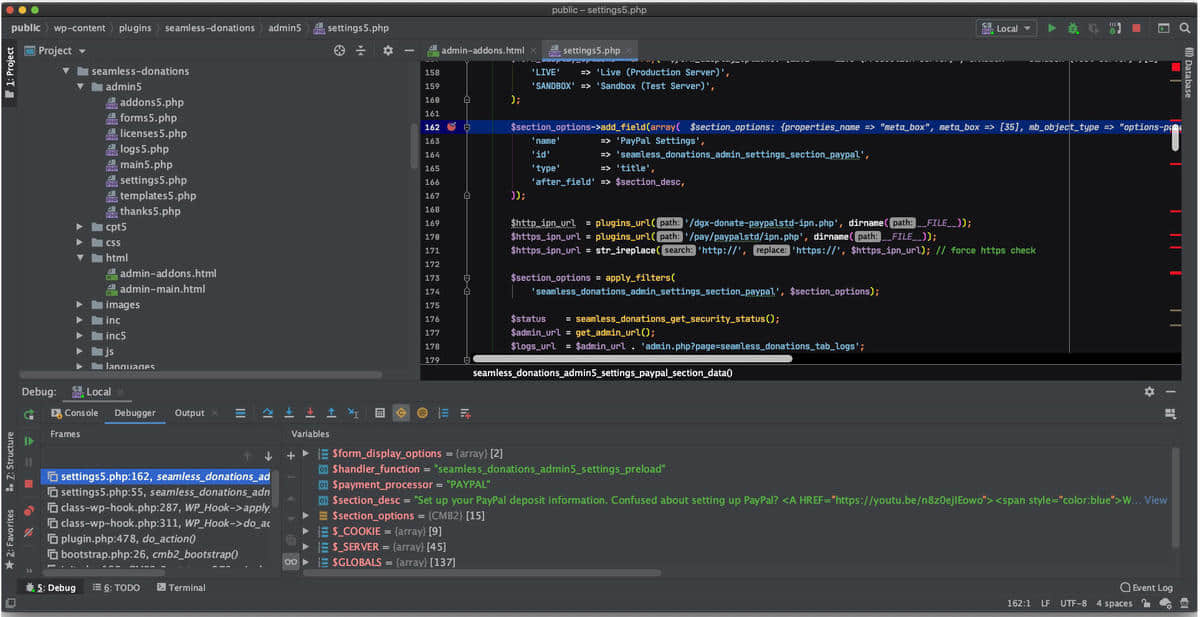 public – settings5.php
public wp-content plugins seamless-donations admin5 settings5.php
Local
1: Project
Project
admin-addons.html settings5.php
Database
seamless-donations
admin5
addons5.php
forms5.php
licenses5.php
logs5.php
main5.php
settings5.php
templates5.php
thanks5.php
cpt5
css
html
admin-addons.html
admin-main.html
images
inc
inc5
js
languages
158 'LIVE' => 'Live (Production Server)',
159 'SANDBOX' => 'Sandbox (Test Server)',
160 );
161
162 $section_options->add_field(array( $section_options: {properties_name => "meta_box", meta_box => [35], mb_object_type => "options-pa
163 'name' => 'PayPal Settings',
164 'id' => 'seamless_donations_admin_settings_section_paypal',
165 'type' => 'title',
166 'after_field' => $section_desc,
167 ));
168
169 $http_ipn_url = plugins_url( path: '/dgx-donate-paypalstd-ipn.php', dirname( path: __FILE__));
170 $https_ipn_url = plugins_url( path: '/pay/paypalstd/ipn.php', dirname( path: __FILE__));
171 $https_ipn_url = str_ireplace( search: 'http://', replace: 'https://', $https_ipn_url); // force https check
172
173 $section_options = apply_filters(
174 'seamless_donations_admin_settings_section_paypal', $section_options);
175
176 $status = seamless_donations_get_security_status();
177 $admin_url = get_admin_url();
178 $logs_url = $admin_url . 'admin.php?page=seamless_donations_tab_logs';
179
seamless_donations_admin5_settings_paypal_section_data()
Debug: Local
Console Debugger Output
Frames
settings5.php:162, seamless_donations_ad
settings5.php:55, seamless_donations_adm
class-wp-hook.php:287, WP_Hook->apply_
class-wp-hook.php:311, WP_Hook->do_ac
plugin.php:478, do_action()
bootstrap.php:26, cmb2_bootstrap()
Variables
$form_display_options = {array} [2]
$handler_function = "seamless_donations_admin5_settings_preload"
$payment_processor = "PAYPAL"
$section_desc = "Set up your PayPal deposit information. Confused about setting up PayPal? <A HREF="https://youtu.be/n8z0ejIEowo"><span style="color:blue">W... View
$section_options = {CMB2} [15]
$_COOKIE = {array} [9]
$_SERVER = {array} [45]
$GLOBALS = {array} [137]
Z: Structure
2: Favorites
5: Debug 6: TODO Terminal
Event Log
162:1 LF UTF-8 4 spaces